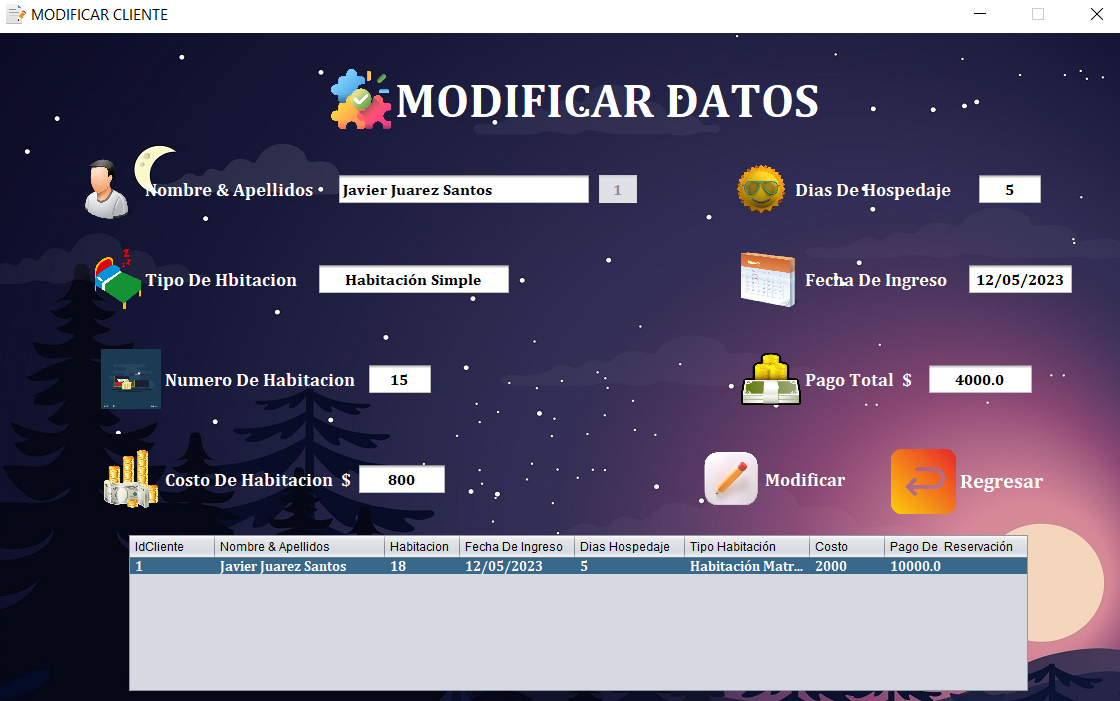 MODIFICAR CLIENTE
MODIFICAR DATOS
Nombre & Apellidos Javier Juarez Santos 1 Dias De Hospedaje 5
Tipo De Hbitacion Habitación Simple Fecha De Ingreso 12/05/2023
Numero De Habitacion 15 Pago Total $ 4000.0
Costo De Habitacion $ 800 Modificar Regresar
IdCliente Nombre & Apellidos Habitacion Fecha De Ingreso Dias Hospedaje Tipo Habitación Costo Pago De Reservación
1 Javier Juarez Santos 18 12/05/2023 5 Habitación Matr... 2000 10000.0